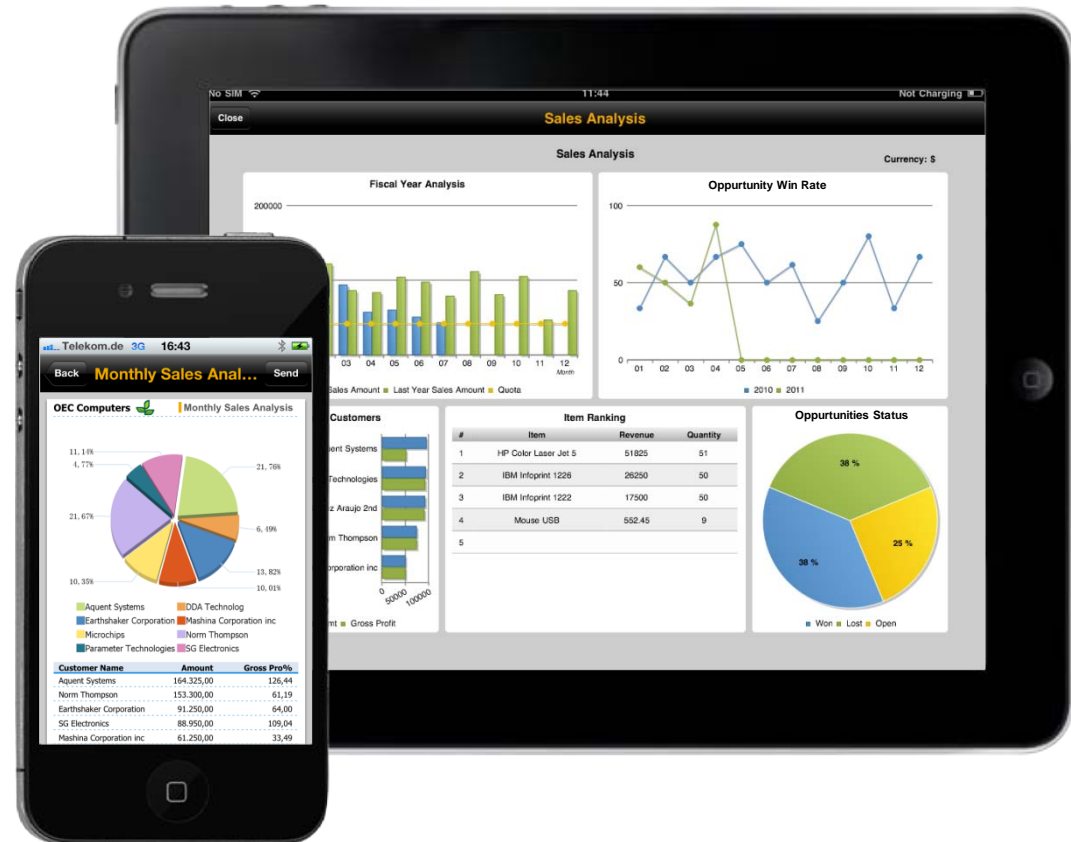 No SIM 11:44 Not Charging
Close Sales Analysis
Sales Analysis
Currency: $
Fiscal Year Analysis
200000
03 04 05 06 07 08 09 10 11 12
Month
Sales Amount Last Year Sales Amount Quota
Oppurtunity Win Rate
100
50
0
01 02 03 04 05 06 07 08 09 10 11 12
2010 2011
Customers
Systems
Technologies
Araujo 2nd
Thompson
inc
0 50000 100000
Gross Profit
Item Ranking
# Item Revenue Quantity
1 HP Color Laser Jet 5 51825 51
2 IBM Infoprint 1226 26250 50
3 IBM Infoprint 1222 17500 50
4 Mouse USB 552.45 9
5
Oppurtunities Status
38 %
25 %
38 %
Won Lost Open
Telekom.de 3G 16:43
Back Monthly Sales Anal... Send
OEC Computers Monthly Sales Analysis
11,14%
4,77%
21,76%
21,67%
6,49%
13,82%
10,35%
10,01%
Aquent Systems DDA Technolog
Earthshaker Corporation Mashina Corporation inc
Microchips Norm Thompson
Parameter Technologies SG Electronics
Customer Name Amount Gross Pro%
Aquent Systems 164.325,00 126,44
Norm Thompson 153.300,00 61,19
Earthshaker Corporation 91.250,00 64,00
SG Electronics 88.950,00 109,04
Mashina Corporation inc 61.250,00 33,49